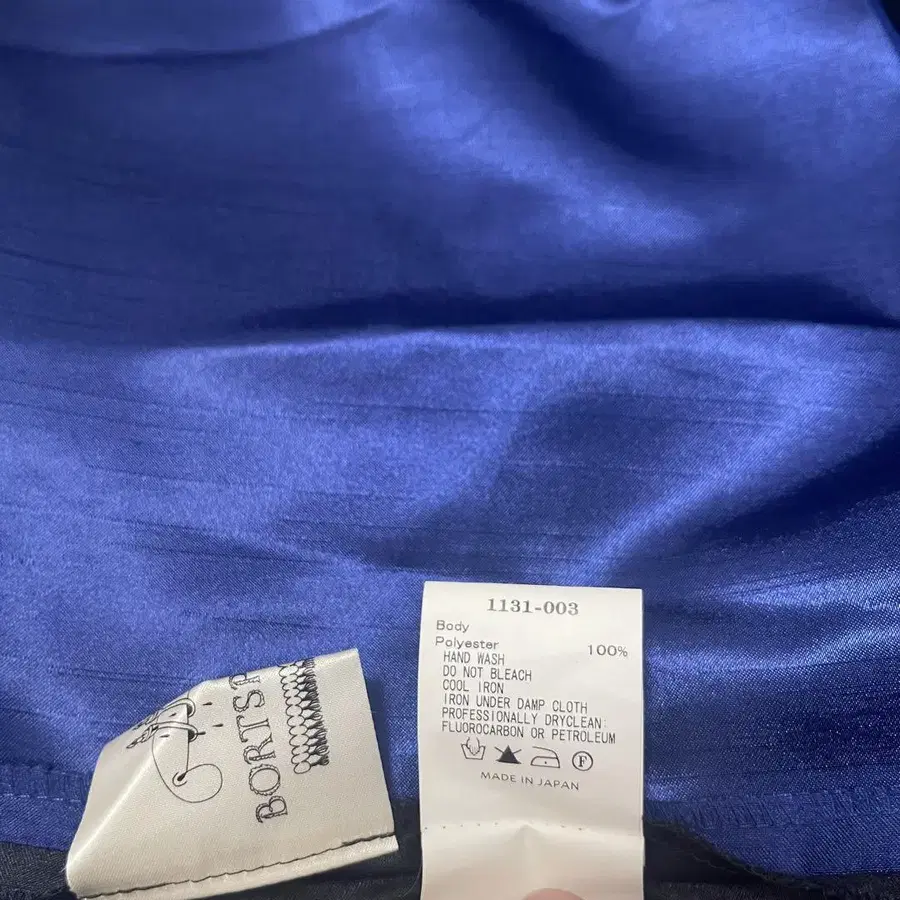 1131-003
Body
Polyester 100%
HAND WASH
DO NOT BLEACH
COOL IRON
IRON UNDER DAMP CLOTH
PROFESSIONALLY DRYCLEAN:
FLUOROCARBON OR PETROLEUM
F
MADE IN JAPAN